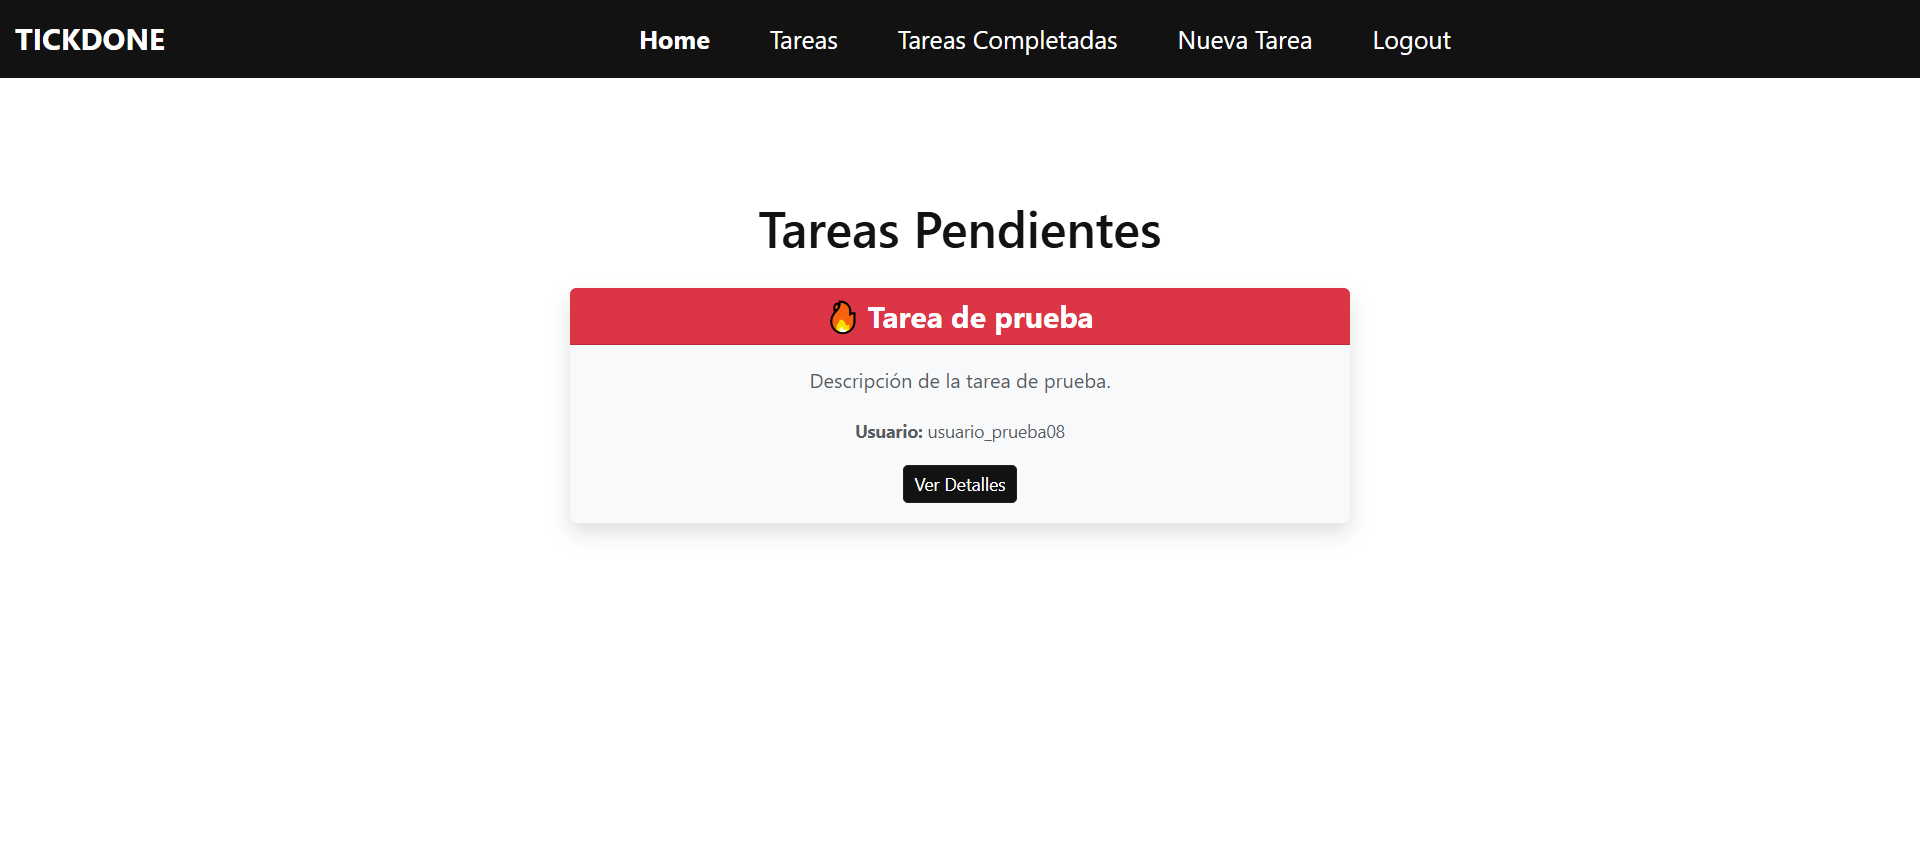 TICKDONE Home Tareas Tareas Completadas Nueva Tarea Logout
Tareas Pendientes
🔥 Tarea de prueba
Descripción de la tarea de prueba.
Usuario: usuario_prueba08
Ver Detalles